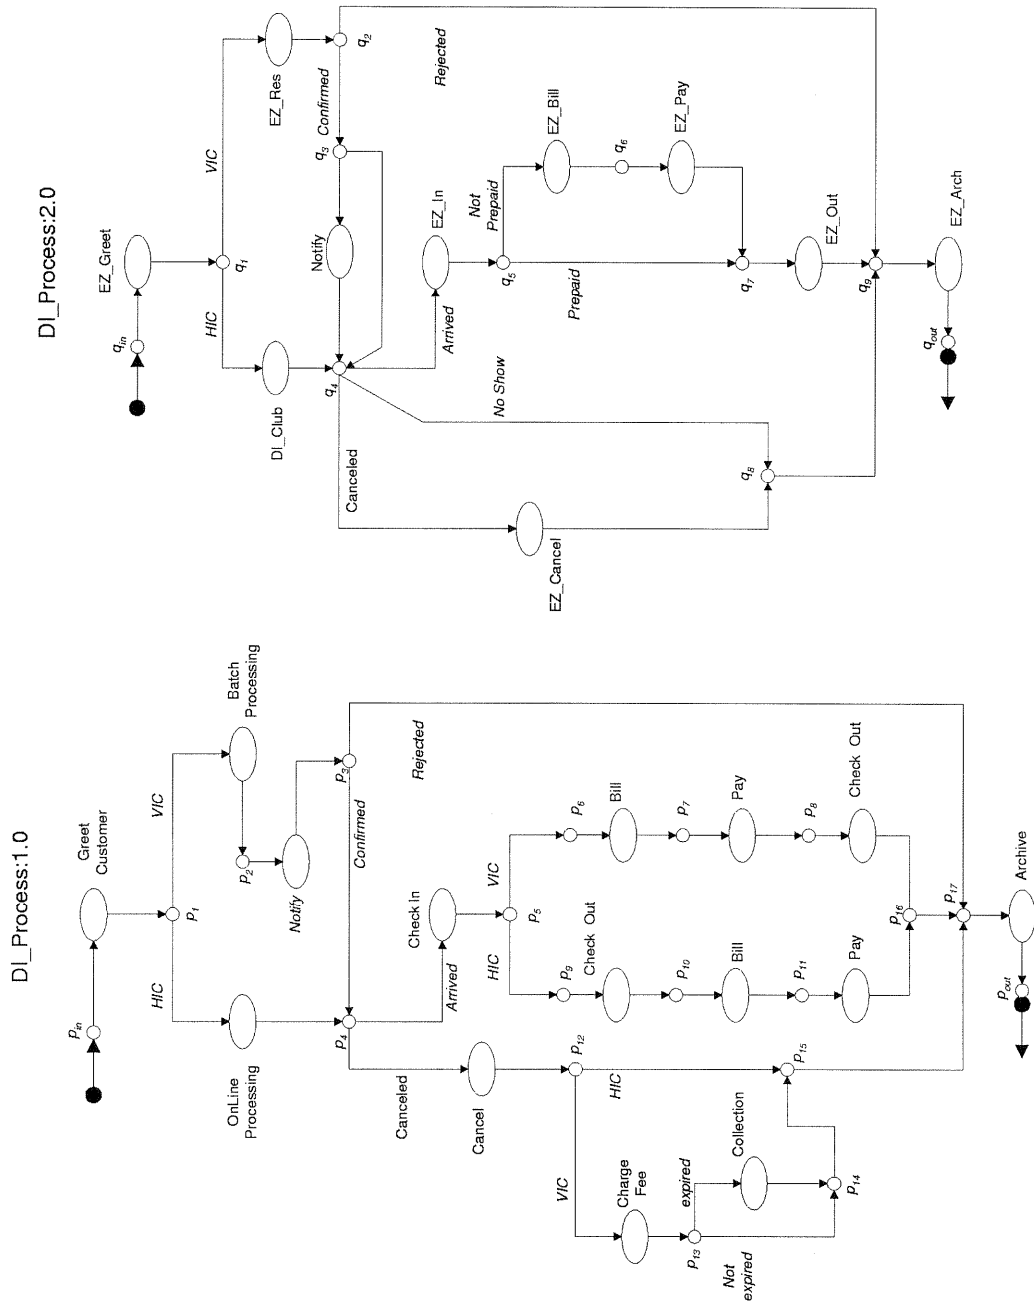 DI_Process:1.0
p_in
Greet
Customer
p_1
HIC
VIC
OnLine
Processing
Batch
Processing
p_2
Notify
p_3
Rejected
Confirmed
p_4
Canceled
Arrived
Cancel
Check In
p_5
HIC
VIC
p_6
Bill
p_7
Pay
p_8
Check Out
p_9
Check Out
p_10
Bill
p_11
Pay
p_12
VIC
HIC
Charge
Fee
p_13
expired
Not
expired
Collection
p_14
p_15
p_16
p_17
Archive
p_out
DI_Process:2.0
q_in
EZ_Greet
q_1
HIC
VIC
DI_Club
EZ_Res
q_2
Rejected
Confirmed
q_3
Notify
q_4
Canceled
No Show
Arrived
EZ_Cancel
EZ_In
q_5
Not
Prepaid
Prepaid
EZ_Bill
q_6
EZ_Pay
q_7
EZ_Out
q_8
q_9
EZ_Arch
q_out